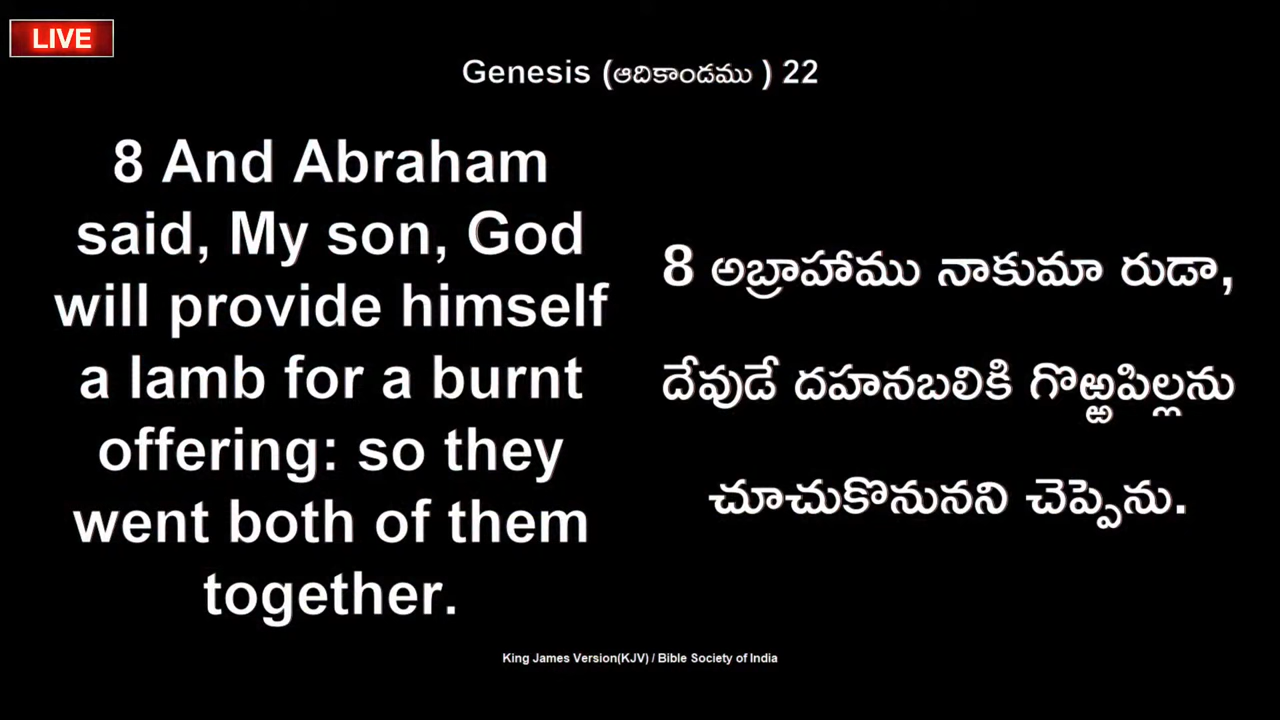 LIVE
Genesis (ఆదికాండము ) 22
8 And Abraham
said, My son, God
will provide himself
a lamb for a burnt
offering: so they
went both of them
together.
8 అబ్రాహాము నాకుమా రుడా,
దేవుడే దహనబలికి గొఱ్ఱపిల్లను
చూచుకొనునని చెప్పెను.
King James Version(KJV) / Bible Society of India